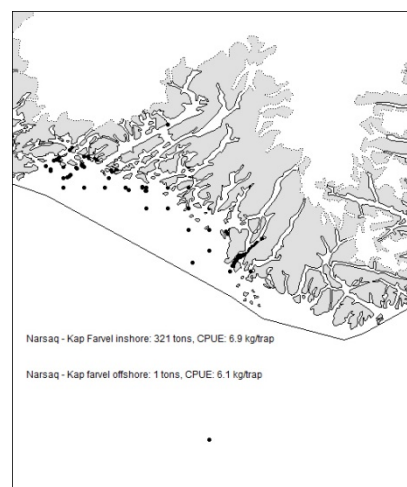 Narsaq - Kap Farvel inshore: 321 tons, CPUE: 6.9 kg/trap
Narsaq - Kap farvel offshore: 1 tons, CPUE: 6.1 kg/trap